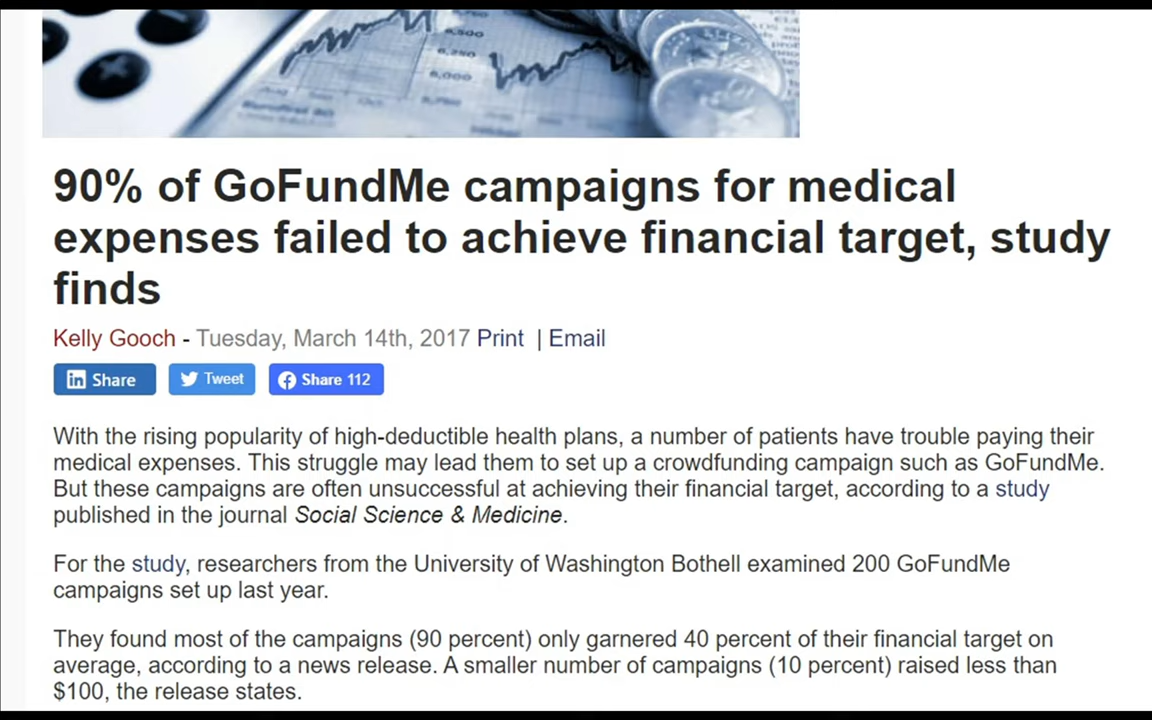 6,500
6,250
6,000
90% of GoFundMe campaigns for medical
expenses failed to achieve financial target, study
finds
Kelly Gooch - Tuesday, March 14th, 2017 Print | Email
Share Tweet Share 112
With the rising popularity of high-deductible health plans, a number of patients have trouble paying their
medical expenses. This struggle may lead them to set up a crowdfunding campaign such as GoFundMe.
But these campaigns are often unsuccessful at achieving their financial target, according to a study
published in the journal Social Science & Medicine.
For the study, researchers from the University of Washington Bothell examined 200 GoFundMe
campaigns set up last year.
They found most of the campaigns (90 percent) only garnered 40 percent of their financial target on
average, according to a news release. A smaller number of campaigns (10 percent) raised less than
$100, the release states.